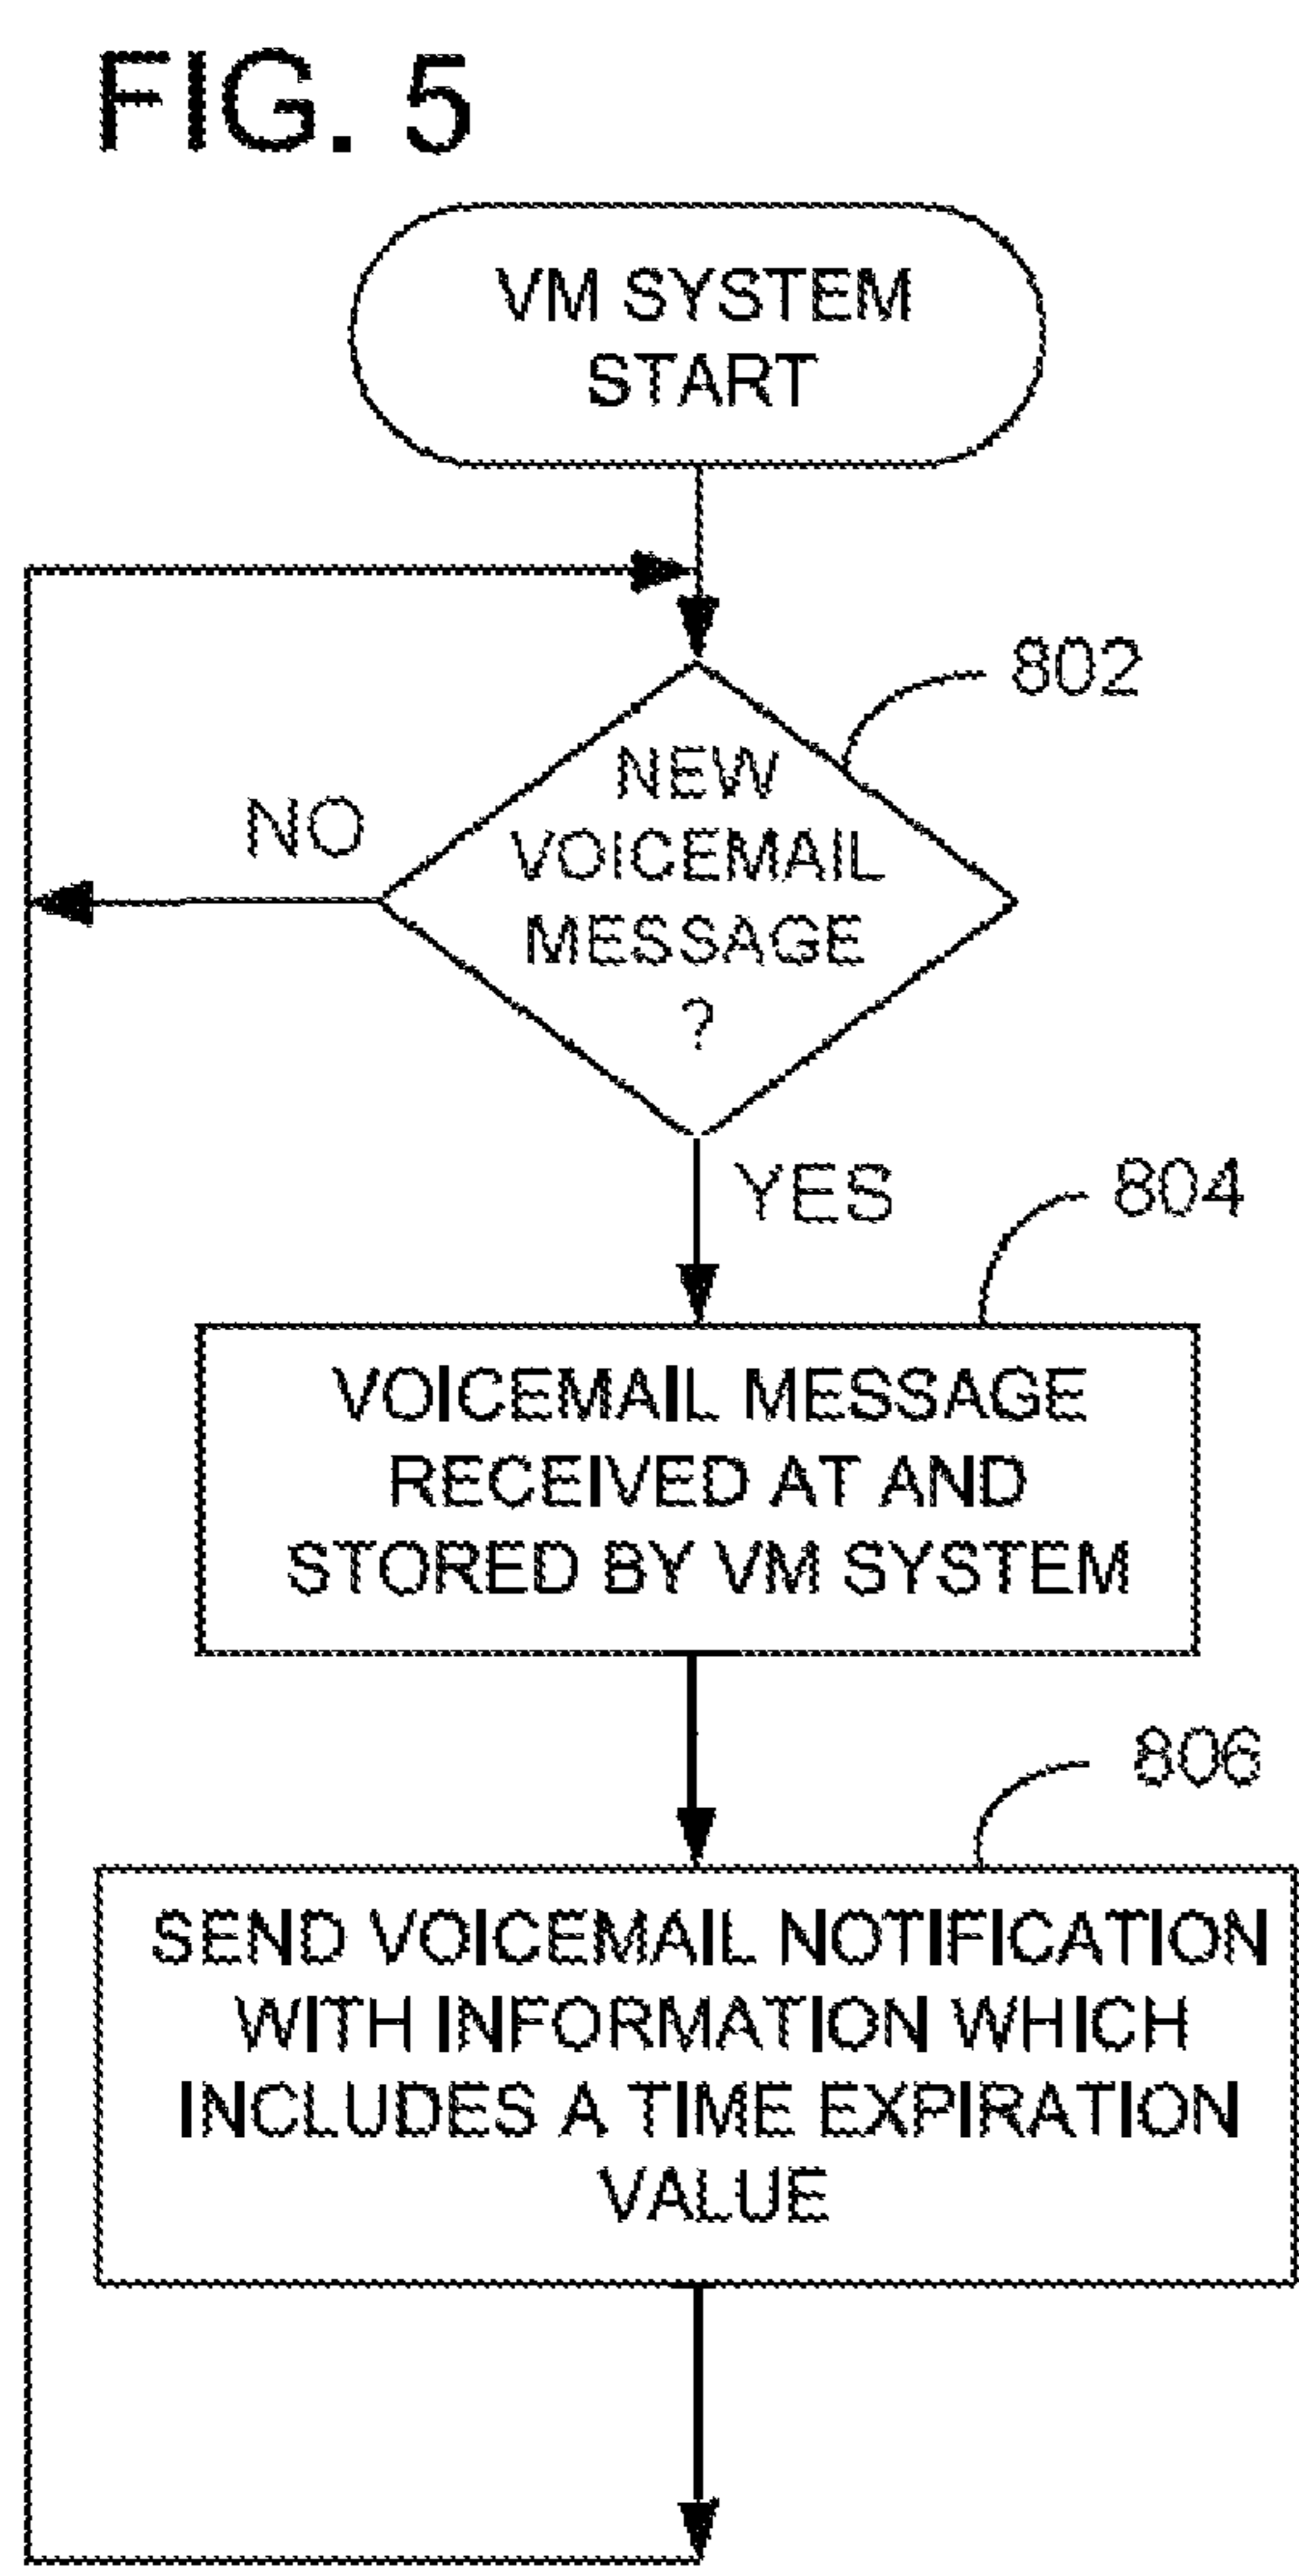 FIG. 5
VM SYSTEM
START
802
NEW
VOICEMAIL
MESSAGE
?
NO
YES
804
VOICEMAIL MESSAGE
RECEIVED AT AND
STORED BY VM SYSTEM
806
SEND VOICEMAIL NOTIFICATION
WITH INFORMATION WHICH
INCLUDES A TIME EXPIRATION
VALUE